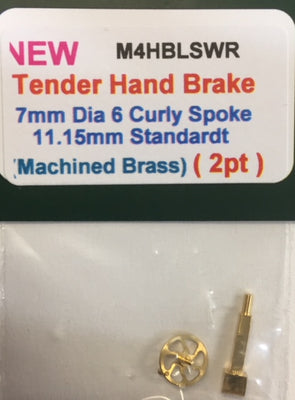 NEW M4HBLSWR
Tender Hand Brake
7mm Dia 6 Curly Spoke
11.15mm Standardt
(Machined Brass) ( 2pt )